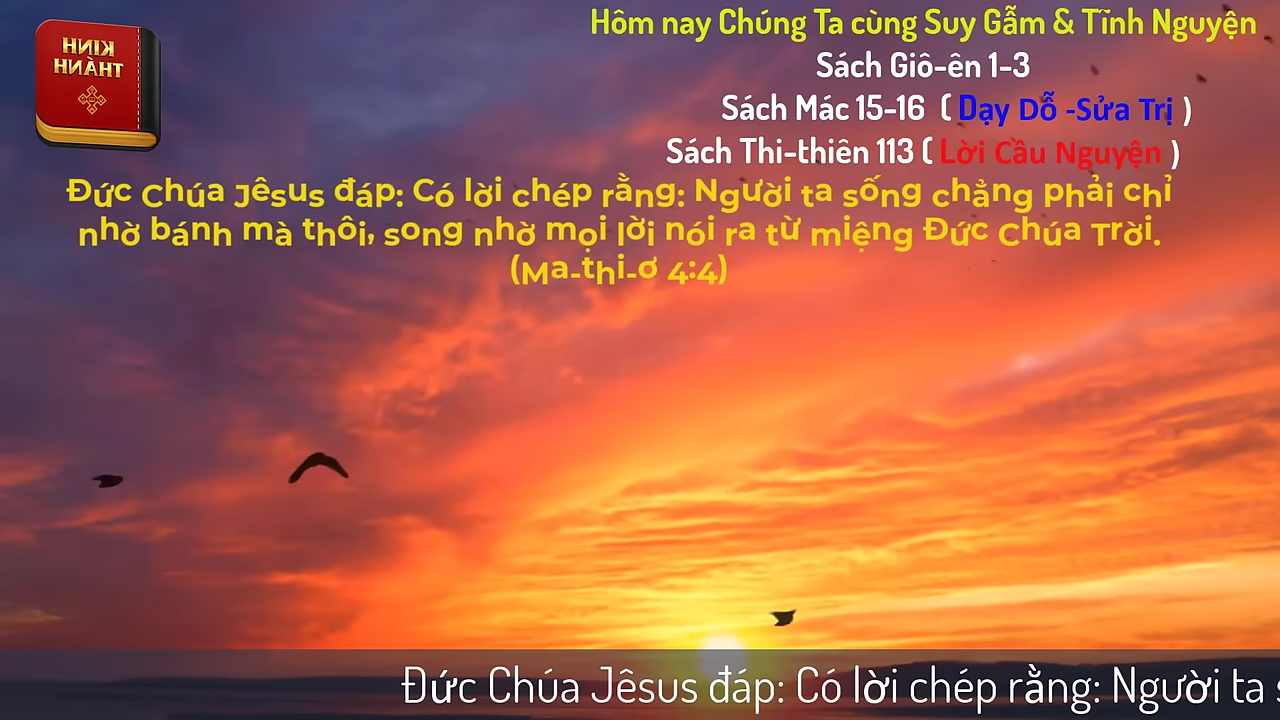 KINH
THÀNH
Hôm nay Chúng Ta cùng Suy Gẫm & Tĩnh Nguyện
Sách Giô-ên 1-3
Sách Mác 15-16 ( Dạy Dỗ -Sửa Trị )
Sách Thi-thiên 113 ( Lời Cầu Nguyện )
Đức Chúa Jêsus đáp: Có lời chép rằng: Người ta sống chẳng phải chỉ
nhờ bánh mà thôi, song nhờ mọi lời nói ra từ miệng Đức Chúa Trời.
(Ma-thi-ơ 4:4)
Đức Chúa Jêsus đáp: Có lời chép rằng: Người ta